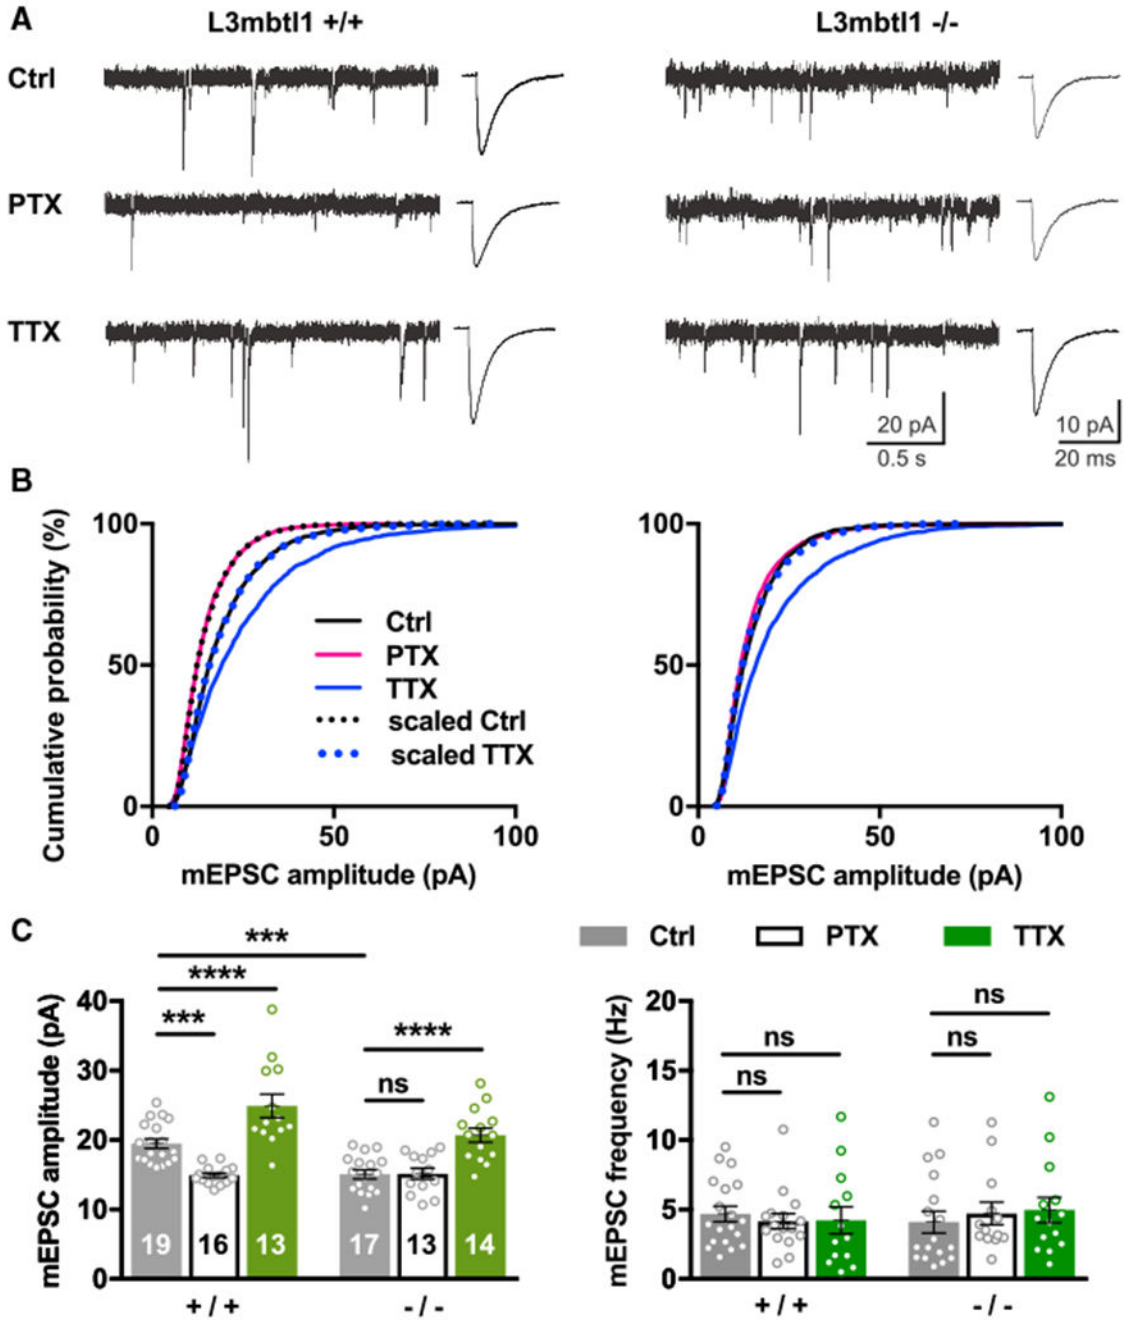 A
L3mbtl1 +/+
L3mbtl1 -/-
Ctrl
PTX
TTX
20 pA
0.5 s
10 pA
20 ms
B
Cumulative probability (%)
100
50
0
0
50
100
mEPSC amplitude (pA)
Ctrl
PTX
TTX
scaled Ctrl
scaled TTX
100
50
0
0
50
100
mEPSC amplitude (pA)
C
mEPSC amplitude (pA)
40
30
20
10
0
***
****
***
****
ns
19
16
13
17
13
14
+ / +
- / -
Ctrl
PTX
TTX
mEPSC frequency (Hz)
20
15
10
5
0
ns
ns
ns
ns
+ / +
- / -